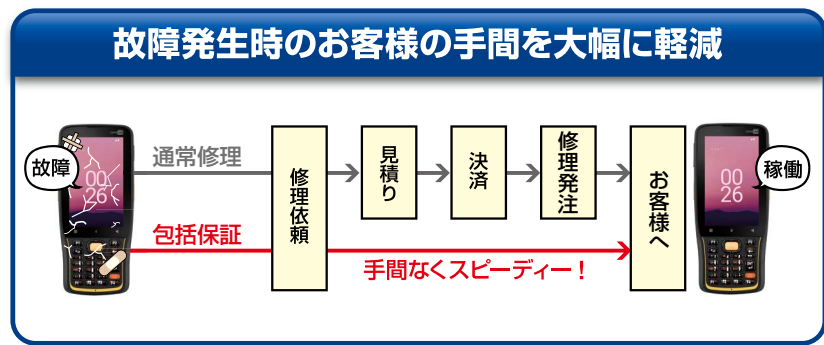 故障発生時のお客様の手間を大幅に軽減
故障
00
26
通常修理
包括保証
修理依頼
見積り
決済
修理発注
お客様へ
手間なくスピーディー！
00
26
稼働